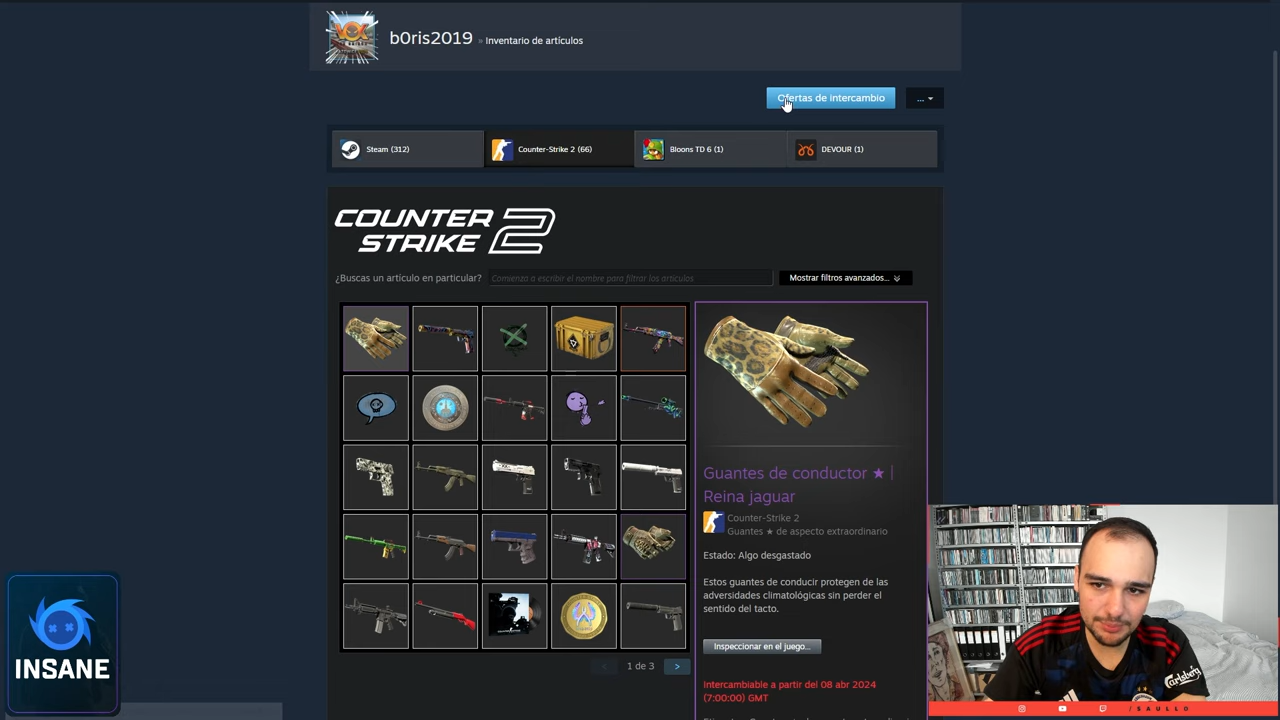 b0ris2019 » Inventario de artículos
Ofertas de intercambio
...
Steam (312)
Counter-Strike 2 (66)
Bloons TD 6 (1)
DEVOUR (1)
COUNTER
STRIKE 2
¿Buscas un artículo en particular?
Comienza a escribir el nombre para filtrar los artículos
Mostrar filtros avanzados...
Guantes de conductor ★ |
Reina jaguar
Counter-Strike 2
Guantes ★ de aspecto extraordinario
Estado: Algo desgastado
Estos guantes de conducir protegen de las
adversidades climatológicas sin perder el
sentido del tacto.
Inspeccionar en el juego...
Intercambiable a partir del 08 abr 2024
(7:00:00) GMT
< 1 de 3 >
INSANE
Carlsberg
/SAULLO